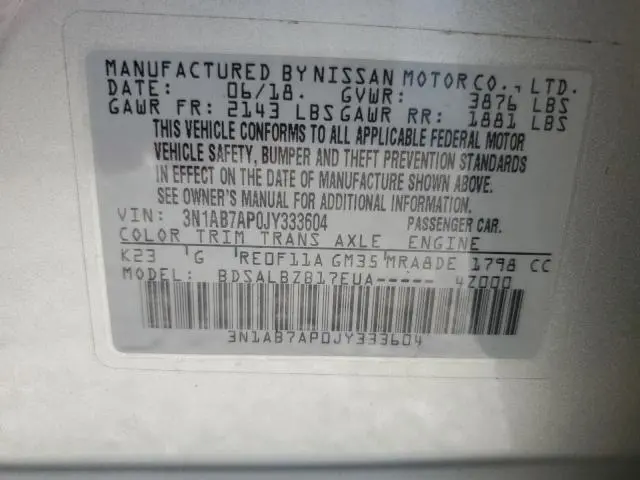 MANUFACTURED BY NISSAN MOTOR CO., LTD.
DATE: 06/18. GVWR: 3876 LBS
GAWR FR: 2143 LBS GAWR RR: 1881 LBS
THIS VEHICLE CONFORMS TO ALL APPLICABLE FEDERAL MOTOR
VEHICLE SAFETY, BUMPER AND THEFT PREVENTION STANDARDS
IN EFFECT ON THE DATE OF MANUFACTURE SHOWN ABOVE.
SEE OWNER'S MANUAL FOR ADDITIONAL INFORMATION.
VIN: 3N1AB7AP0JY333604 PASSENGER CAR.
COLOR TRIM TRANS AXLE ENGINE
K23 G RE0F11A GM35 MRA8DE 1798 CC
MODEL: BDSALBZB17EUA----- 4Z000
3N1AB7AP0JY333604